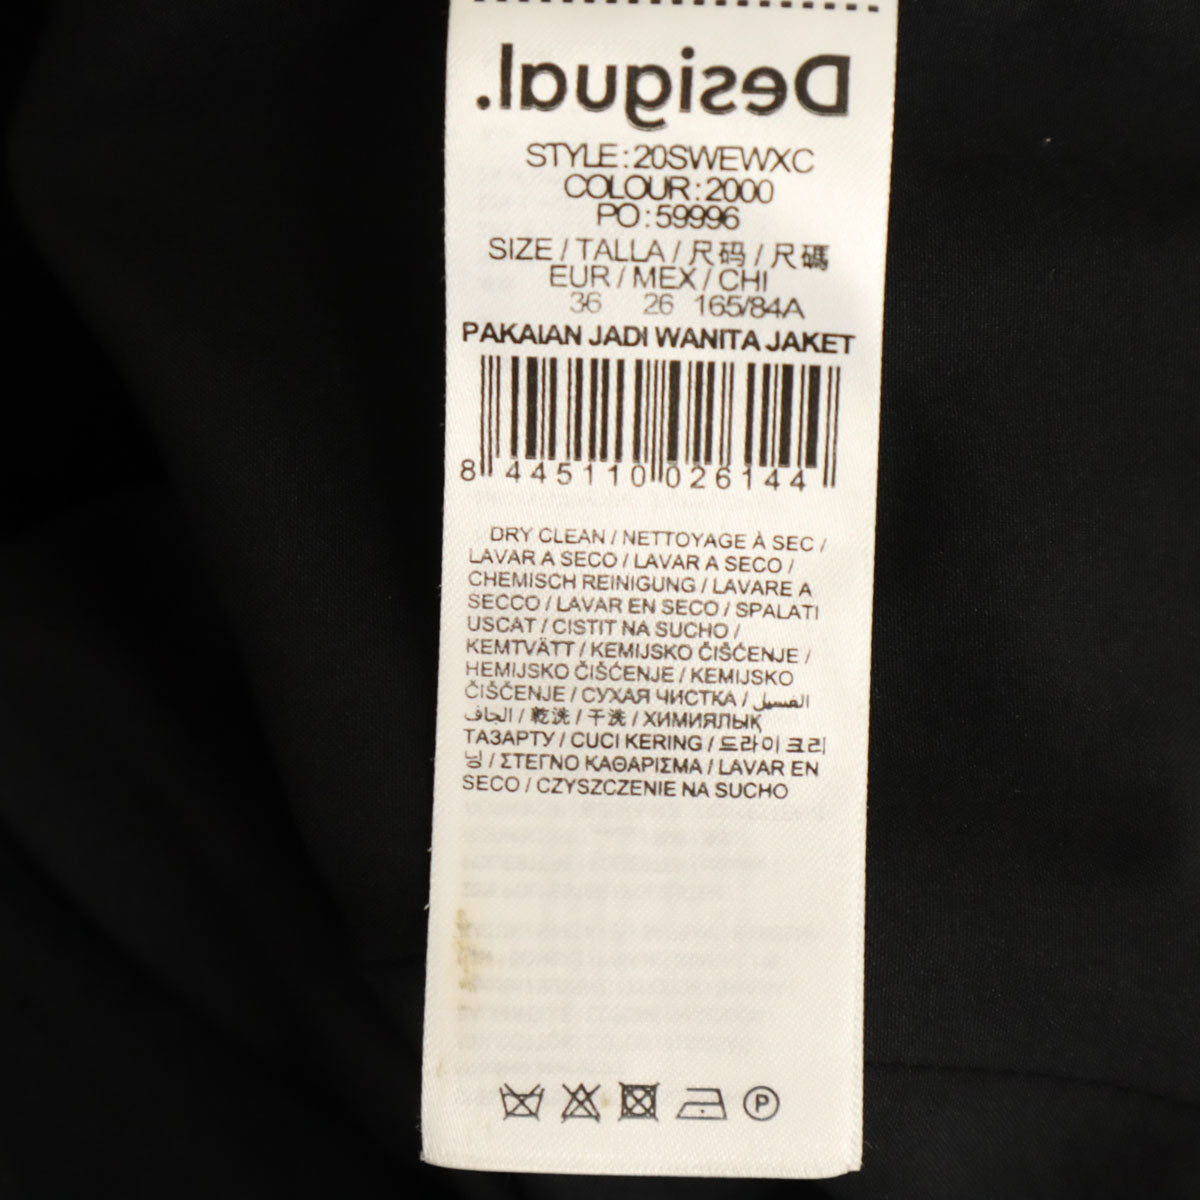 Desigual.
STYLE:20SWEWXC
COLOUR:2000
PO:59996
SIZE / TALLA / 尺码 / 尺碼
EUR / MEX / CHI
36 26 165/84A
PAKAIAN JADI WANITA JAKET
8 445110 026144
DRY CLEAN / NETTOYAGE À SEC /
LAVAR A SECO / LAVAR A SECO /
CHEMISCH REINIGUNG / LAVARE A
SECCO / LAVAR EN SECO / SPALATI
USCAT / CISTIT NA SUCHO /
KEMTVÄTT / KEMIJSKO ČIŠĆENJE /
HEMIJSKO ČIŠĆENJE / KEMIJSKO
ČIŠČENJE / СУХАЯ ЧИСТКА / الغسيل
الجاف / 乾洗 / 干洗 / ХИМИЯЛЫҚ
ТАЗАРТУ / CUCI KERING / 드라이 크리
닝 / ΣΤΕΓΝΟ ΚΑΘΑΡΙΣΜΑ / LAVAR EN
SECO / CZYSZCZENIE NA SUCHO
P